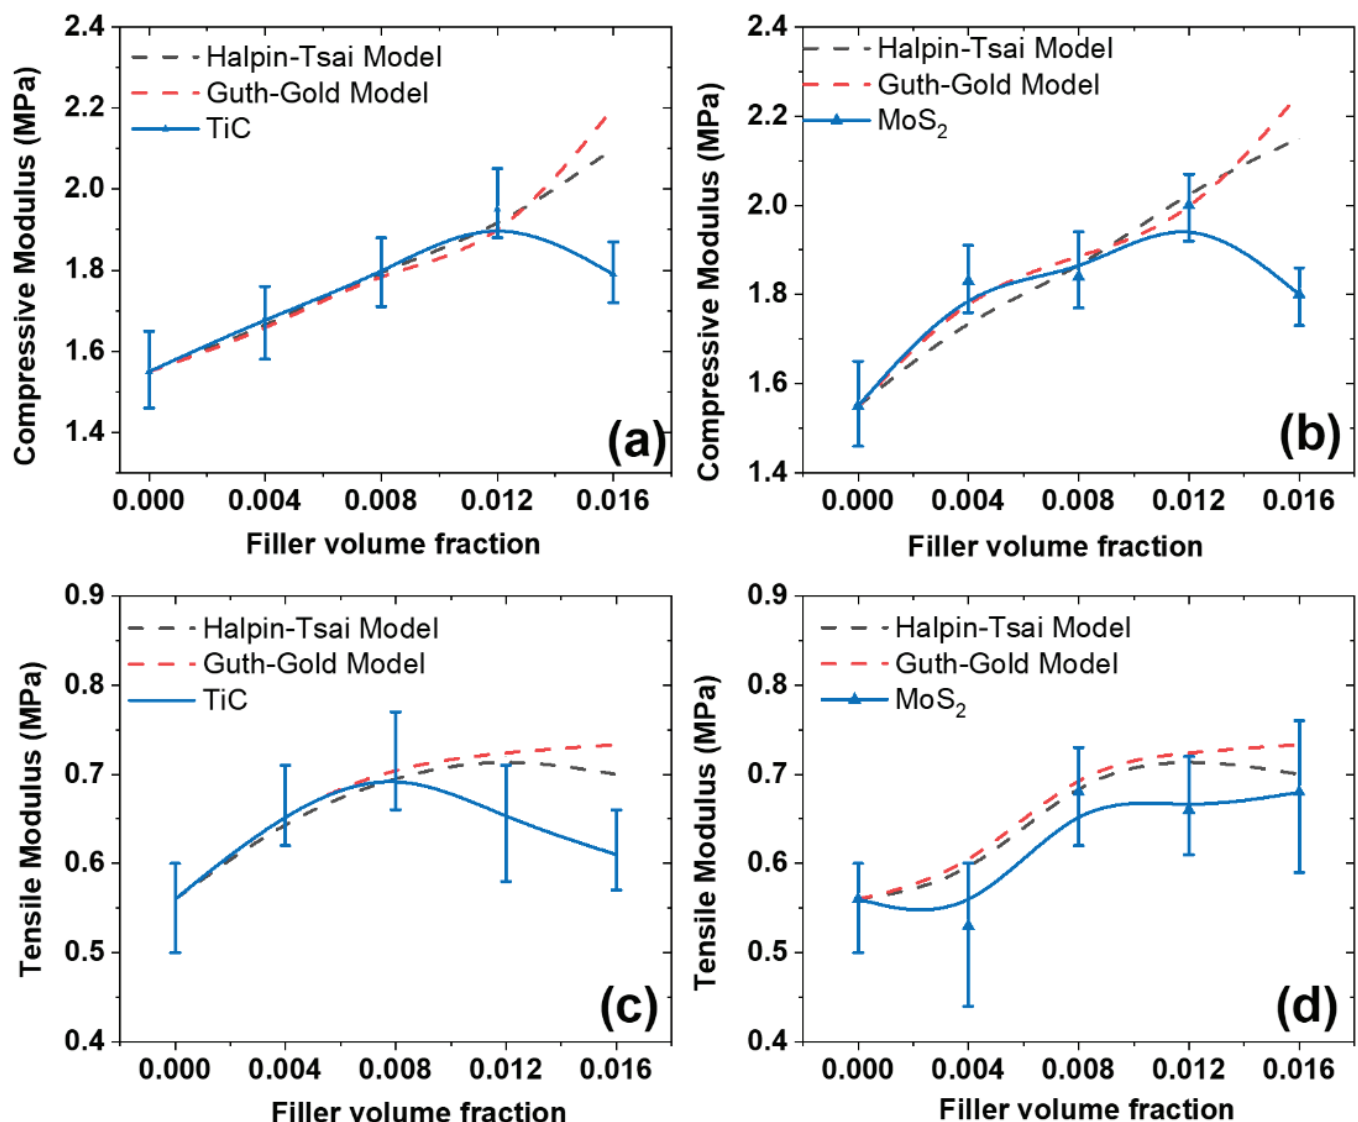 Compressive Modulus (MPa)
2.4
2.2
2.0
1.8
1.6
1.4
Halpin-Tsai Model
Guth-Gold Model
TiC
(a)
0.000 0.004 0.008 0.012 0.016
Filler volume fraction
Compressive Modulus (MPa)
2.4
2.2
2.0
1.8
1.6
1.4
Halpin-Tsai Model
Guth-Gold Model
MoS₂
(b)
0.000 0.004 0.008 0.012 0.016
Filler volume fraction
Tensile Modulus (MPa)
0.9
0.8
0.7
0.6
0.5
0.4
Halpin-Tsai Model
Guth-Gold Model
TiC
(c)
0.000 0.004 0.008 0.012 0.016
Filler volume fraction
Tensile Modulus (MPa)
0.9
0.8
0.7
0.6
0.5
0.4
Halpin-Tsai Model
Guth-Gold Model
MoS₂
(d)
0.000 0.004 0.008 0.012 0.016
Filler volume fraction